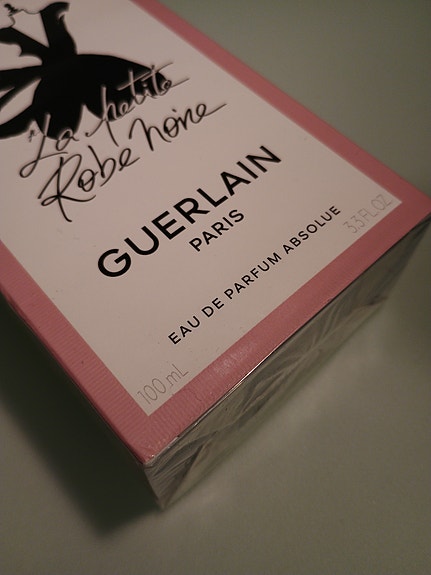 La petite
Robe noire
GUERLAIN
PARIS
EAU DE PARFUM ABSOLUE
100 mL
3.3 FL.OZ